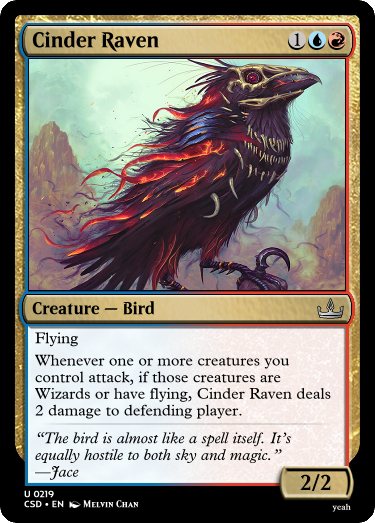 Cinder Raven 1
Creature — Bird
Flying
Whenever one or more creatures you
control attack, if those creatures are
Wizards or have flying, Cinder Raven deals
2 damage to defending player.
“The bird is almost like a spell itself. It’s
equally hostile to both sky and magic.”
—Jace
2/2
U 0219
CSD • EN Melvin Chan
yeah